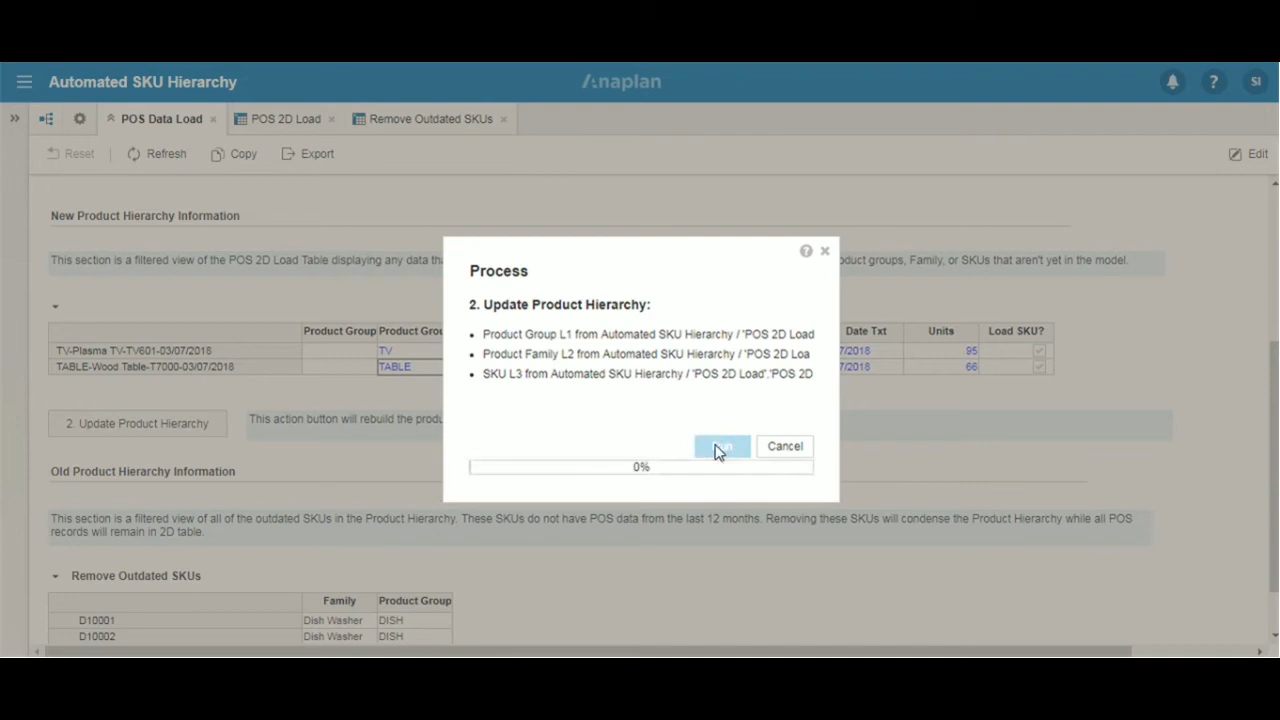 Automated SKU Hierarchy
Anaplan
?
SI
POS Data Load
POS 2D Load
Remove Outdated SKUs
Reset
Refresh
Copy
Export
Edit
New Product Hierarchy Information
This section is a filtered view of the POS 2D Load Table displaying any data
product groups, Family, or SKUs that aren't yet in the model.
Process
2. Update Product Hierarchy:
• Product Group L1 from Automated SKU Hierarchy / 'POS 2D Load
• Product Family L2 from Automated SKU Hierarchy / 'POS 2D Loa
• SKU L3 from Automated SKU Hierarchy / 'POS 2D Load'.'POS 2D
Cancel
0%
Product Group Product Grou Date Txt Units Load SKU?
TV-Plasma TV-TV601-03/07/2016 TV 7/2016 95
TABLE-Wood Table-T7000-03/07/2016 TABLE 7/2016 66
2. Update Product Hierarchy
This action button will rebuild the produ
Old Product Hierarchy Information
This section is a filtered view of all of the outdated SKUs in the Product Hierarchy. These SKUs do not have POS data from the last 12 months. Removing these SKUs will condense the Product Hierarchy while all POS
records will remain in 2D table.
Remove Outdated SKUs
Family Product Group
D10001 Dish Washer DISH
D10002 Dish Washer DISH